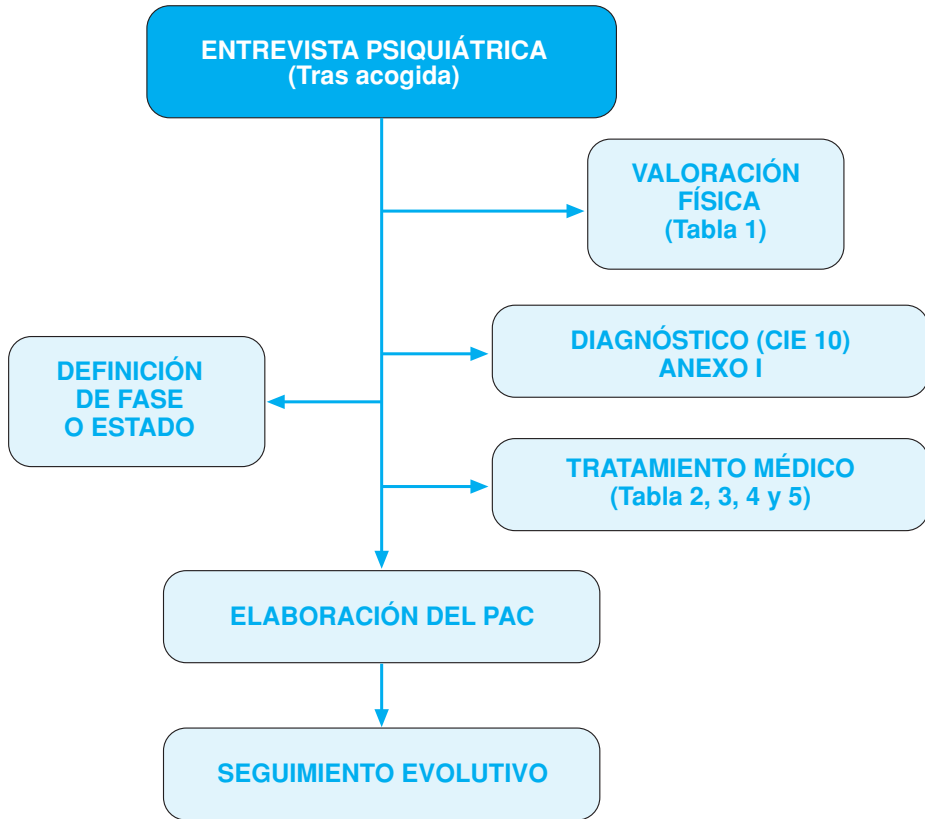 ENTREVISTA PSIQUIÁTRICA
(Tras acogida)
VALORACIÓN
FÍSICA
(Tabla 1)
DIAGNÓSTICO (CIE 10)
ANEXO I
DEFINICIÓN
DE FASE
O ESTADO
TRATAMIENTO MÉDICO
(Tabla 2, 3, 4 y 5)
ELABORACIÓN DEL PAC
SEGUIMIENTO EVOLUTIVO